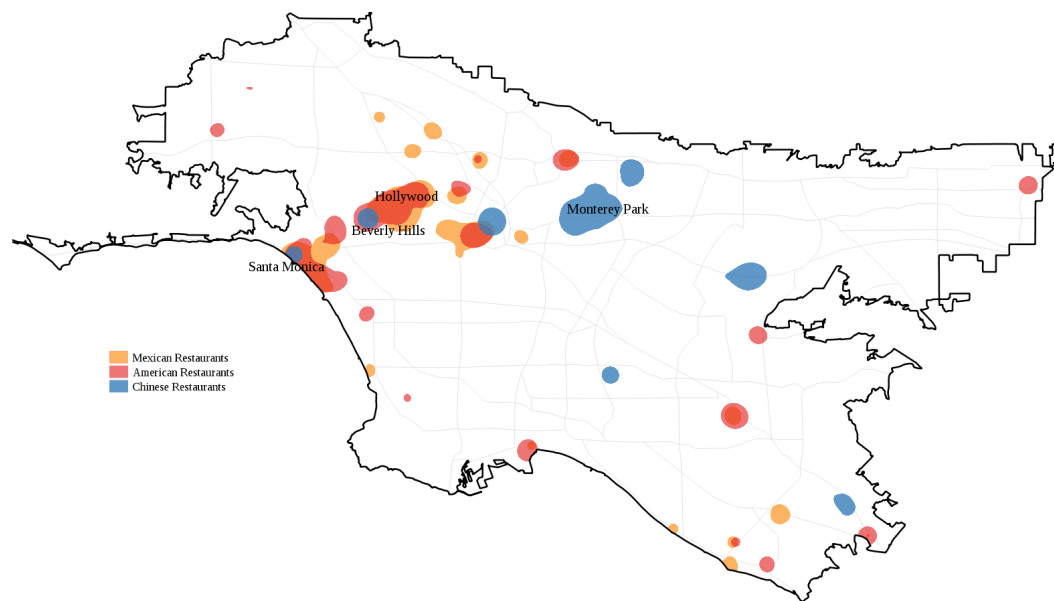 Hollywood
Monterey Park
Beverly Hills
Santa Monica
Mexican Restaurants
American Restaurants
Chinese Restaurants